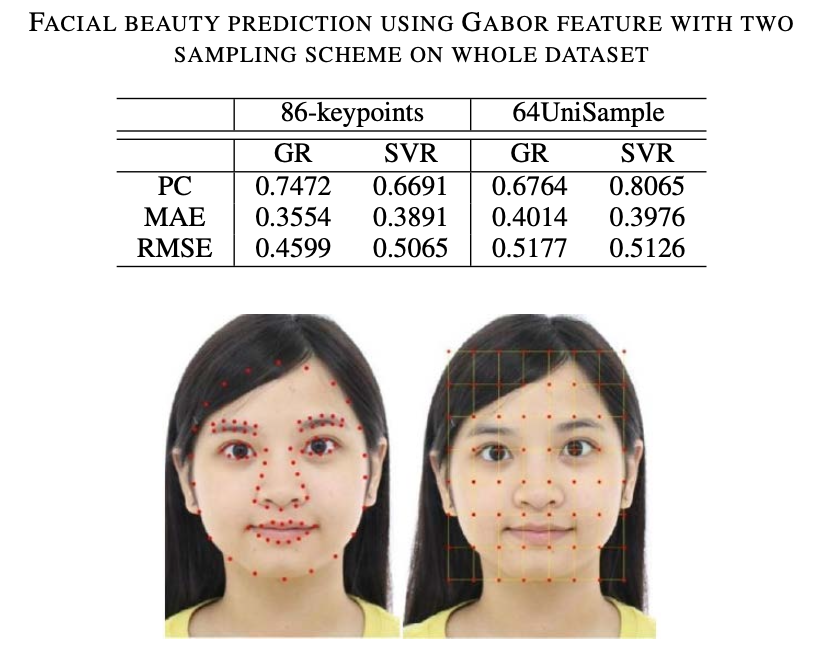 FACIAL BEAUTY PREDICTION USING GABOR FEATURE WITH TWO
SAMPLING SCHEME ON WHOLE DATASET
86-keypoints 64UniSample
GR SVR GR SVR
PC 0.7472 0.6691 0.6764 0.8065
MAE 0.3554 0.3891 0.4014 0.3976
RMSE 0.4599 0.5065 0.5177 0.5126